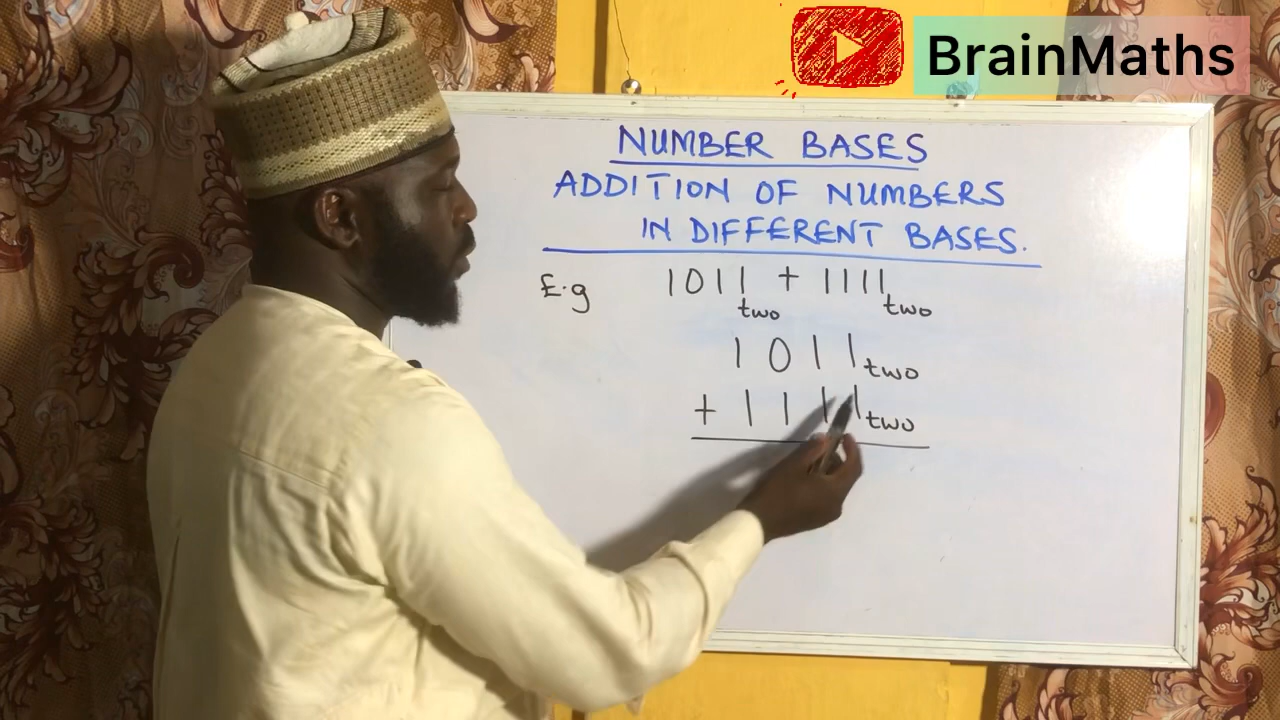 BrainMaths
NUMBER BASES
ADDITION OF NUMBERS
IN DIFFERENT BASES.
E.g 1011two + 1111two
1011two
+ 1111two